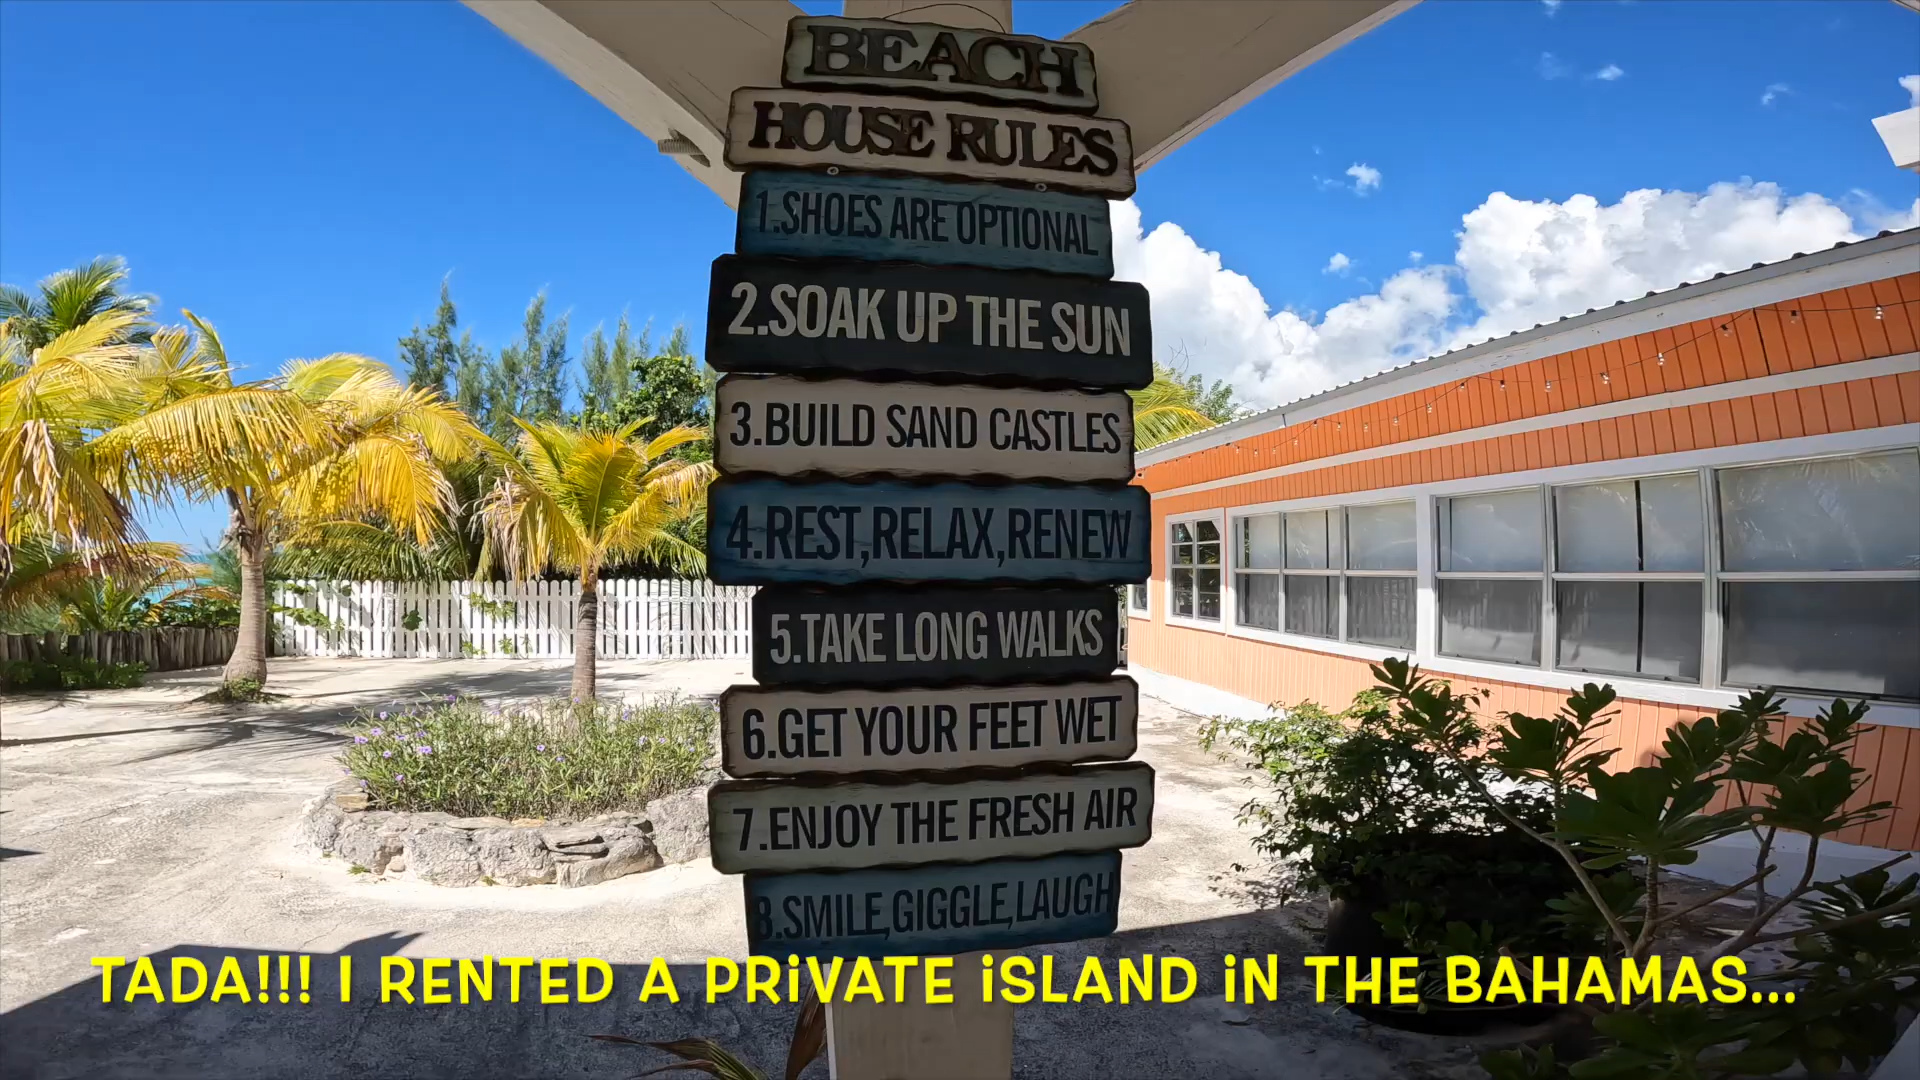 BEACH
HOUSE RULES
1.SHOES ARE OPTIONAL
2.SOAK UP THE SUN
3.BUILD SAND CASTLES
4.REST,RELAX,RENEW
5.TAKE LONG WALKS
6.GET YOUR FEET WET
7.ENJOY THE FRESH AIR
8.SMILE,GIGGLE,LAUGH
TADA!!! I RENTED A PRiVATE iSLAND iN THE BAHAMAS...